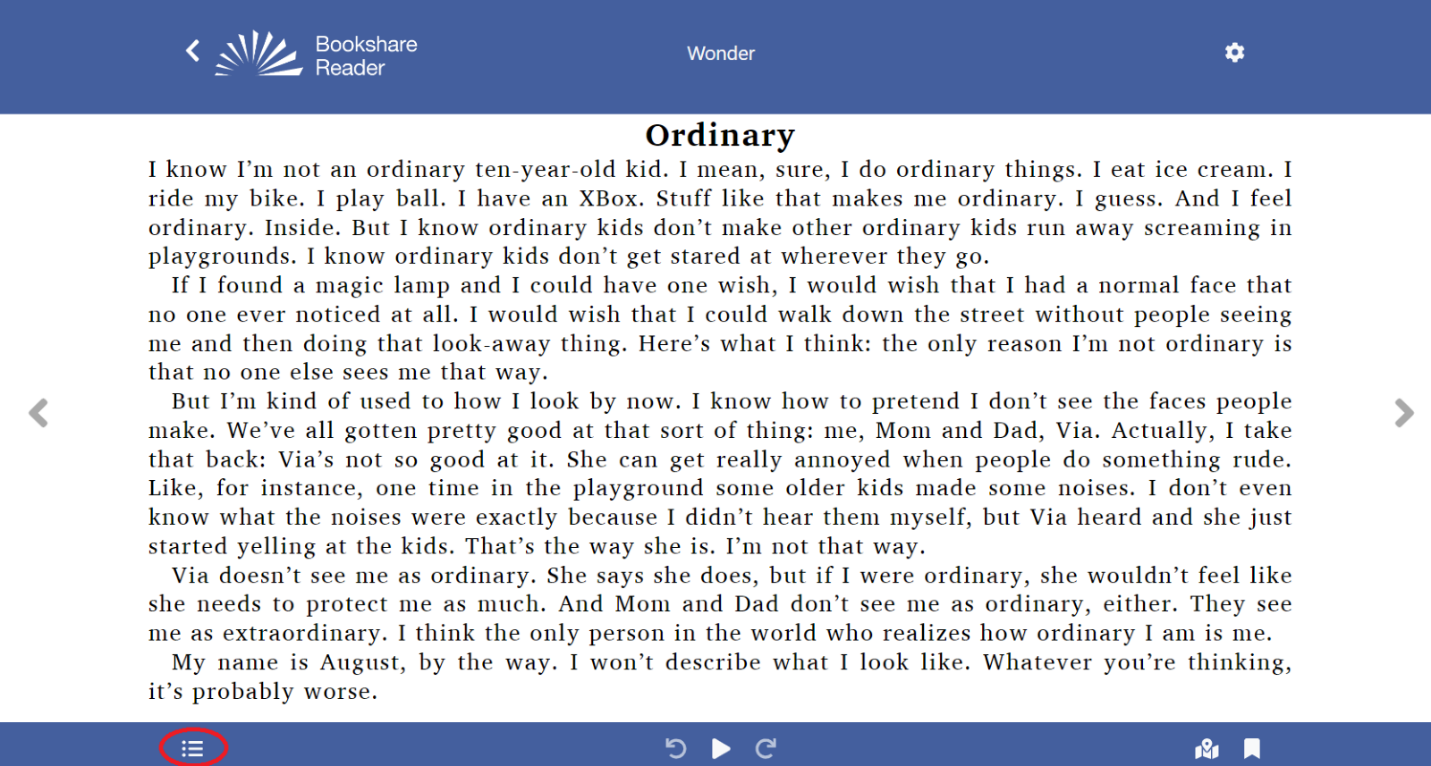 Bookshare
Reader
Wonder
Ordinary
I know I’m not an ordinary ten-year-old kid. I mean, sure, I do ordinary things. I eat ice cream. I
ride my bike. I play ball. I have an XBox. Stuff like that makes me ordinary. I guess. And I feel
ordinary. Inside. But I know ordinary kids don’t make other ordinary kids run away screaming in
playgrounds. I know ordinary kids don’t get stared at wherever they go.
If I found a magic lamp and I could have one wish, I would wish that I had a normal face that
no one ever noticed at all. I would wish that I could walk down the street without people seeing
me and then doing that look-away thing. Here’s what I think: the only reason I’m not ordinary is
that no one else sees me that way.
But I’m kind of used to how I look by now. I know how to pretend I don’t see the faces people
make. We’ve all gotten pretty good at that sort of thing: me, Mom and Dad, Via. Actually, I take
that back: Via’s not so good at it. She can get really annoyed when people do something rude.
Like, for instance, one time in the playground some older kids made some noises. I don’t even
know what the noises were exactly because I didn’t hear them myself, but Via heard and she just
started yelling at the kids. That’s the way she is. I’m not that way.
Via doesn’t see me as ordinary. She says she does, but if I were ordinary, she wouldn’t feel like
she needs to protect me as much. And Mom and Dad don’t see me as ordinary, either. They see
me as extraordinary. I think the only person in the world who realizes how ordinary I am is me.
My name is August, by the way. I won’t describe what I look like. Whatever you’re thinking,
it’s probably worse.